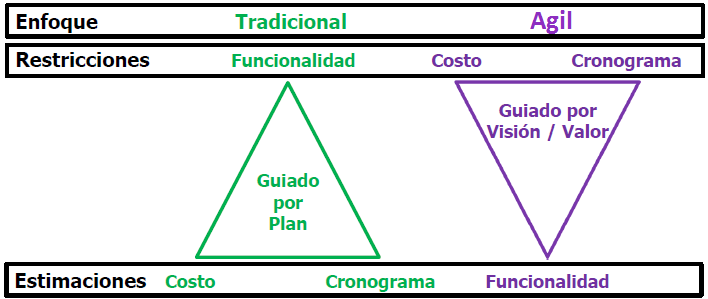 Enfoque Tradicional Agil
Restricciones Funcionalidad Costo Cronograma
Guiado por
Visión / Valor
Guiado
por
Plan
Estimaciones Costo Cronograma Funcionalidad